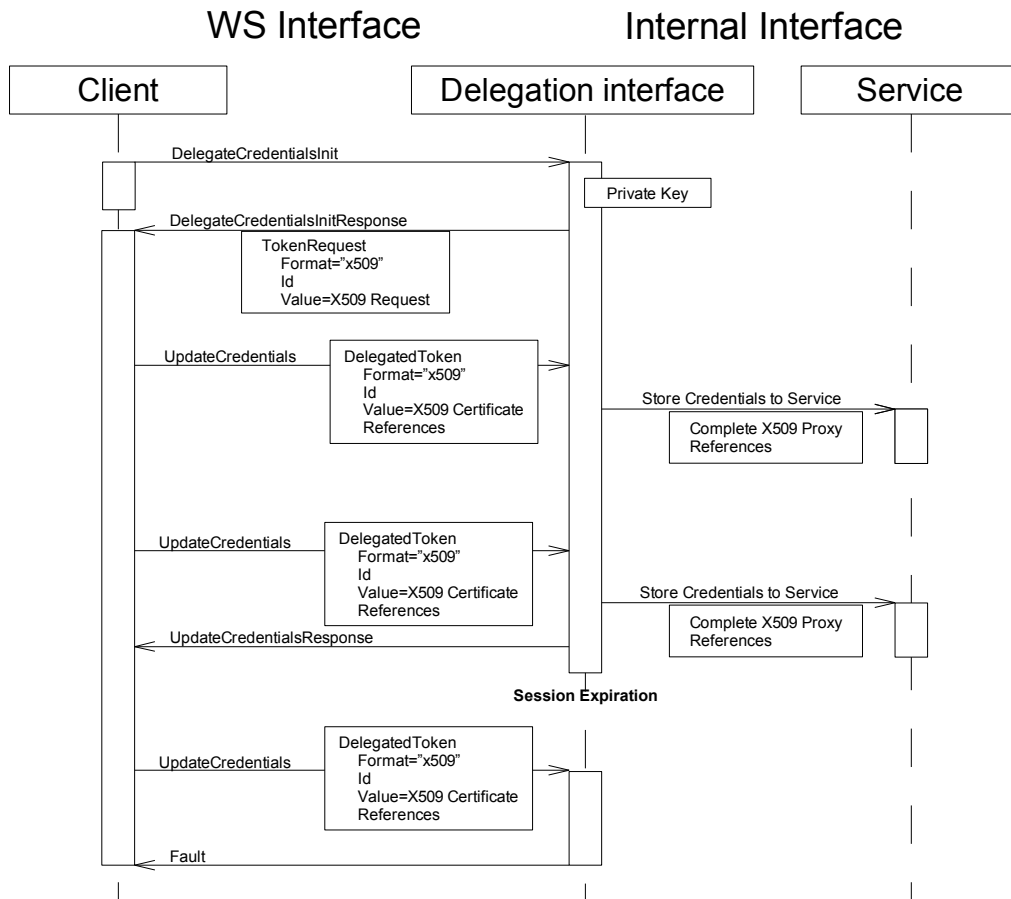 WS Interface
Internal Interface
Client
Delegation interface
Service
DelegateCredentialsInit
Private Key
DelegateCredentialsInitResponse
TokenRequest
Format="x509”
Id
Value=X509 Request
UpdateCredentials
DelegatedToken
Format="x509”
Id
Value=X509 Certificate
References
Store Credentials to Service
Complete X509 Proxy
References
UpdateCredentials
DelegatedToken
Format="x509”
Id
Value=X509 Certificate
References
Store Credentials to Service
Complete X509 Proxy
References
UpdateCredentialsResponse
Session Expiration
UpdateCredentials
DelegatedToken
Format="x509”
Id
Value=X509 Certificate
References
Fault